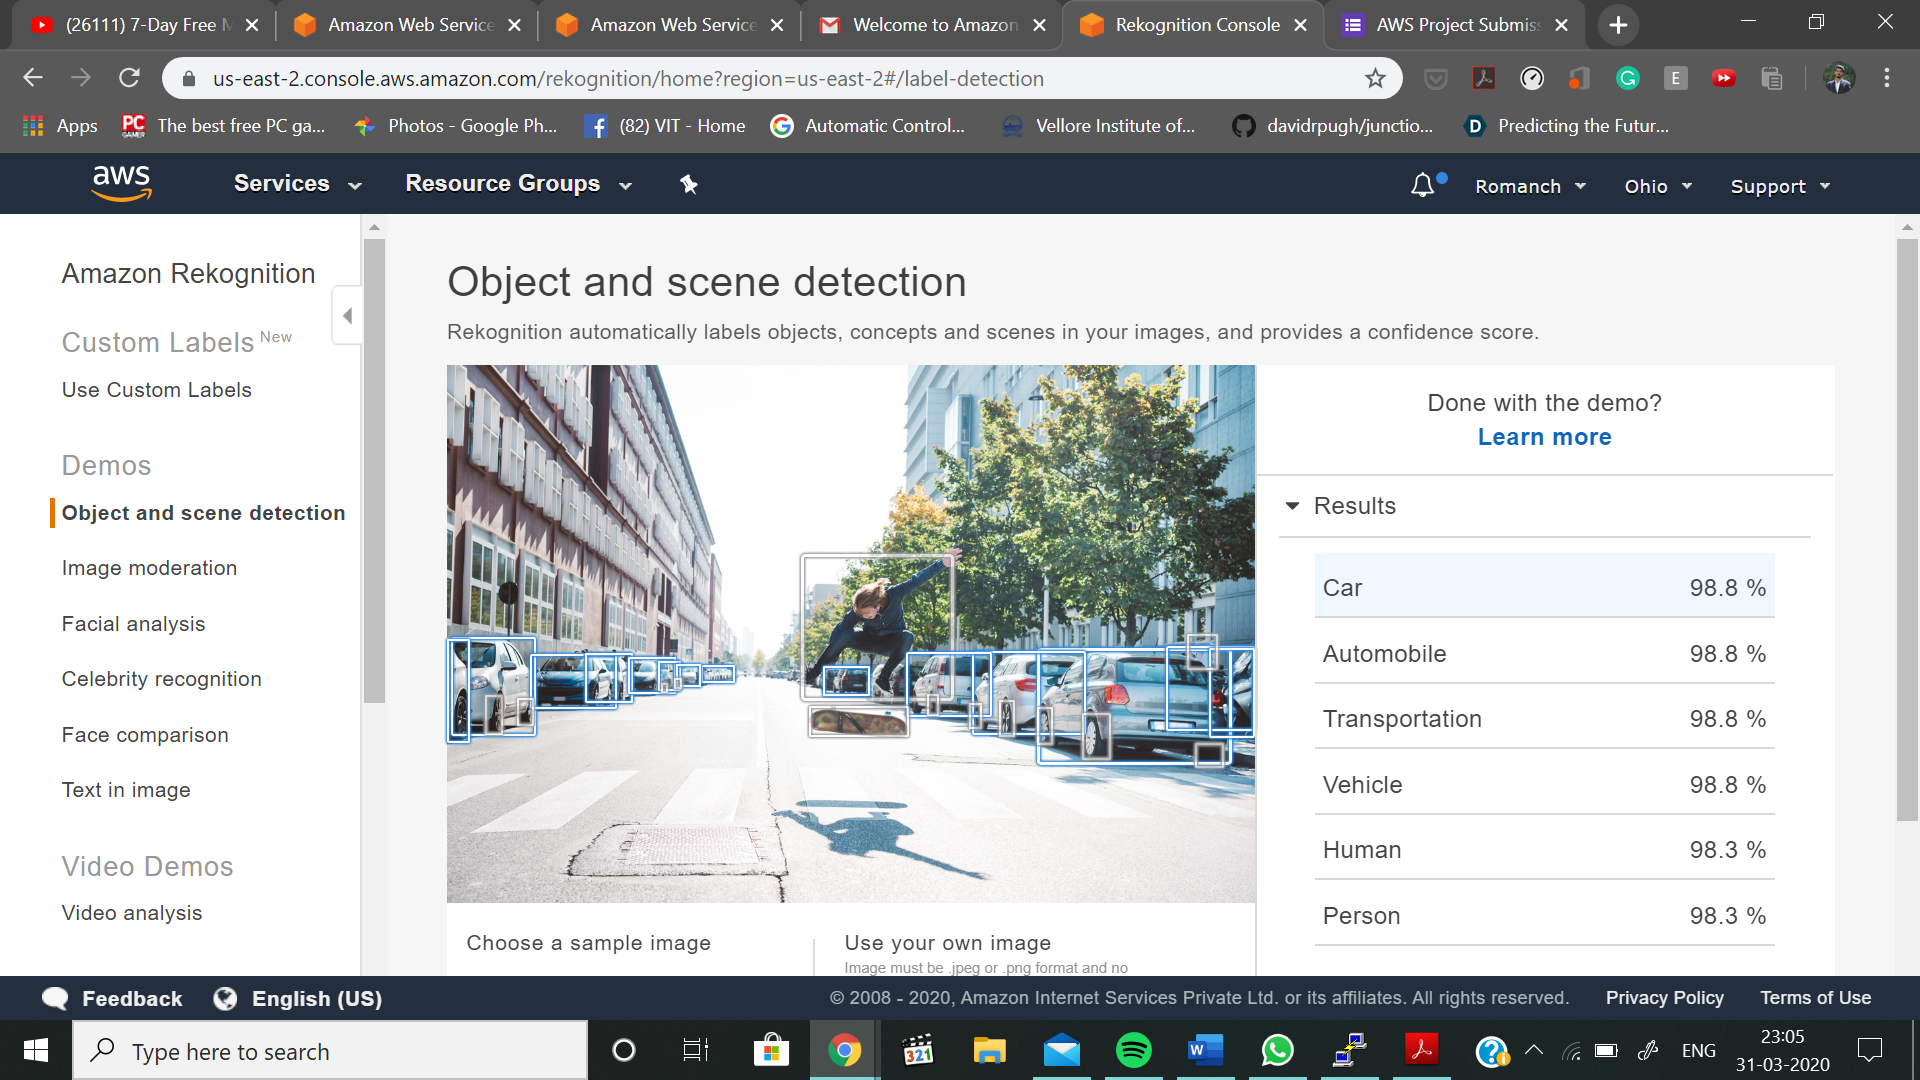 (26111) 7-Day Free M
Amazon Web Service
Amazon Web Service
Welcome to Amazon
Rekognition Console
AWS Project Submiss
us-east-2.console.aws.amazon.com/rekognition/home?region=us-east-2#/label-detection
Apps
The best free PC ga...
Photos - Google Ph...
(82) VIT - Home
Automatic Control...
Vellore Institute of...
davidrpugh/junctio...
Predicting the Futur...
aws
Services
Resource Groups
Romanch
Ohio
Support
Amazon Rekognition
Custom Labels New
Use Custom Labels
Demos
Object and scene detection
Image moderation
Facial analysis
Celebrity recognition
Face comparison
Text in image
Video Demos
Video analysis
Object and scene detection
Rekognition automatically labels objects, concepts and scenes in your images, and provides a confidence score.
Done with the demo?
Learn more
Results
Car 98.8 %
Automobile 98.8 %
Transportation 98.8 %
Vehicle 98.8 %
Human 98.3 %
Person 98.3 %
Choose a sample image
Use your own image
Image must be .jpeg or .png format and no
Feedback
English (US)
© 2008 - 2020, Amazon Internet Services Private Ltd. or its affiliates. All rights reserved.
Privacy Policy
Terms of Use
Type here to search
321
ENG
23:05
31-03-2020